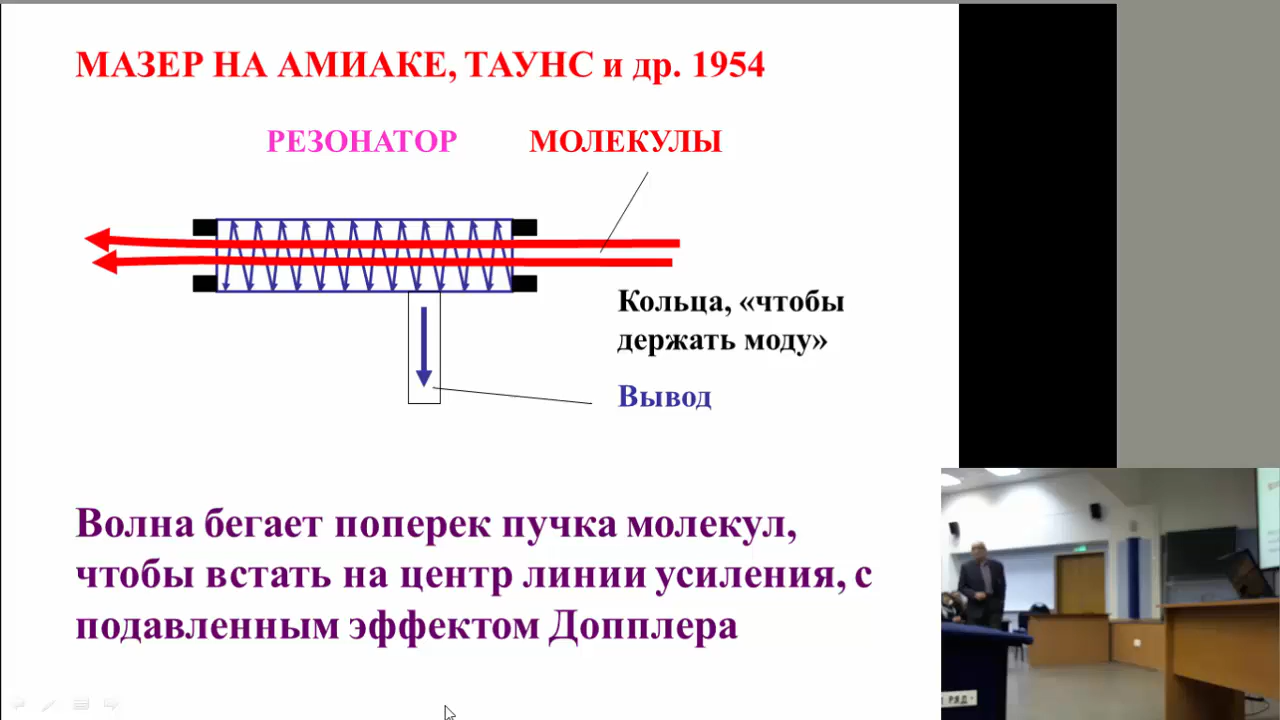 МАЗЕР НА АМИАКЕ, ТАУНС и др. 1954
РЕЗОНАТОР
МОЛЕКУЛЫ
Кольца, «чтобы
держать моду»
Вывод
Волна бегает поперек пучка молекул,
чтобы встать на центр линии усиления, с
подавленным эффектом Допплера
РЯД